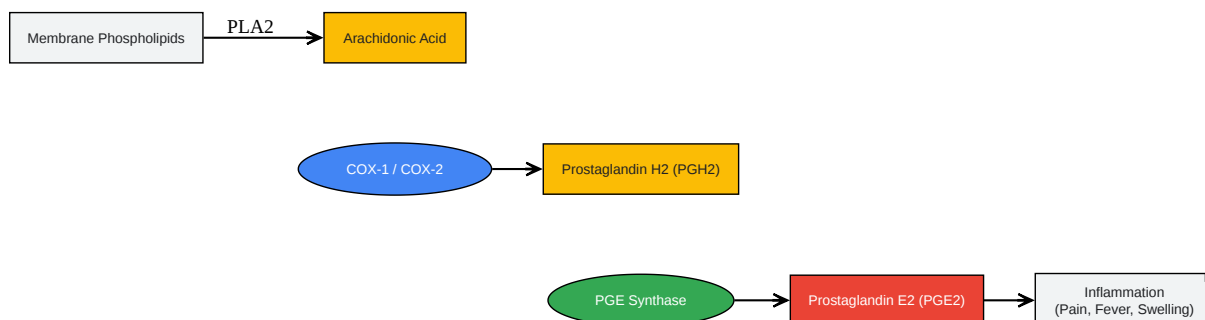 Membrane Phospholipids
PLA2
Arachidonic Acid
COX-1 / COX-2
Prostaglandin H2 (PGH2)
PGE Synthase
Prostaglandin E2 (PGE2)
Inflammation
(Pain, Fever, Swelling)